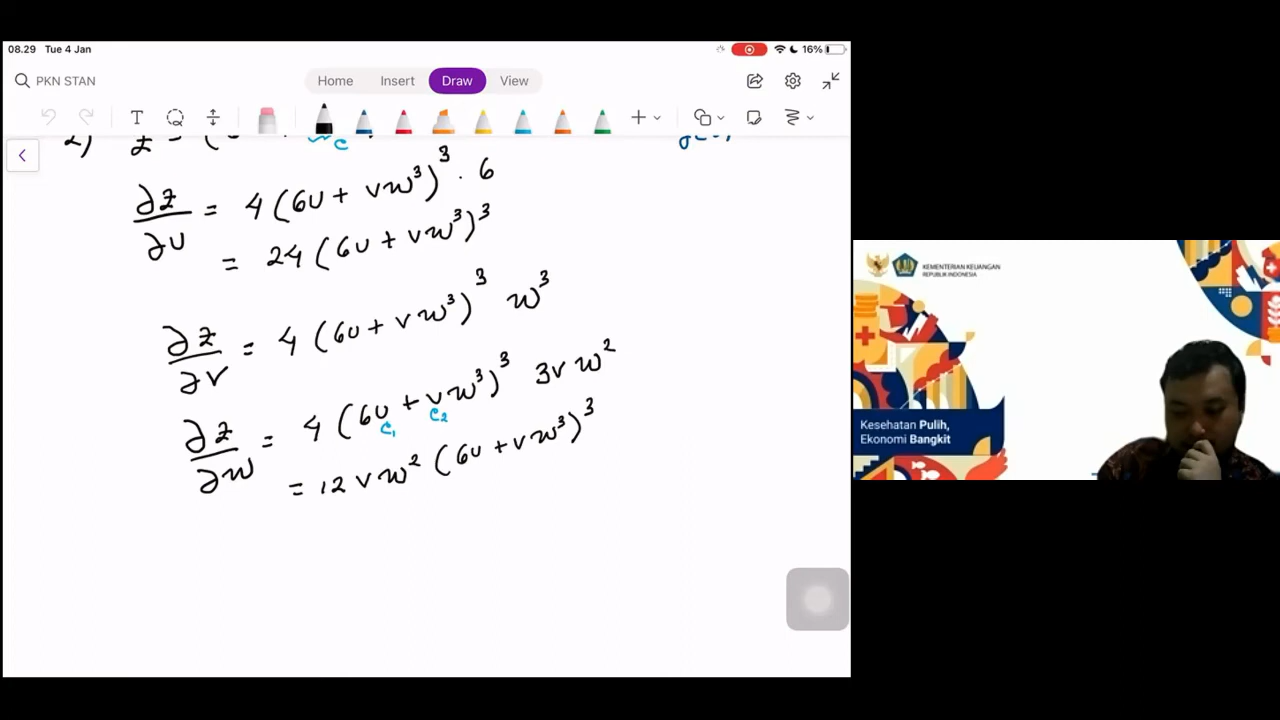 08.29 Tue 4 Jan 16%
PKN STAN Home Insert Draw View
T
2) z = (
c
∂z/∂u = 4 (6u + vw³)³ · 6
= 24 (6u + vw³)³
∂z/∂v = 4 (6u + vw³)³ w³
∂z/∂w = 4 (6u + vw³)³ 3vw²
c₁ c₂
= 12vw² (6u + vw³)³
KEMENTERIAN KEUANGAN
REPUBLIK INDONESIA
Kesehatan Pulih,
Ekonomi Bangkit